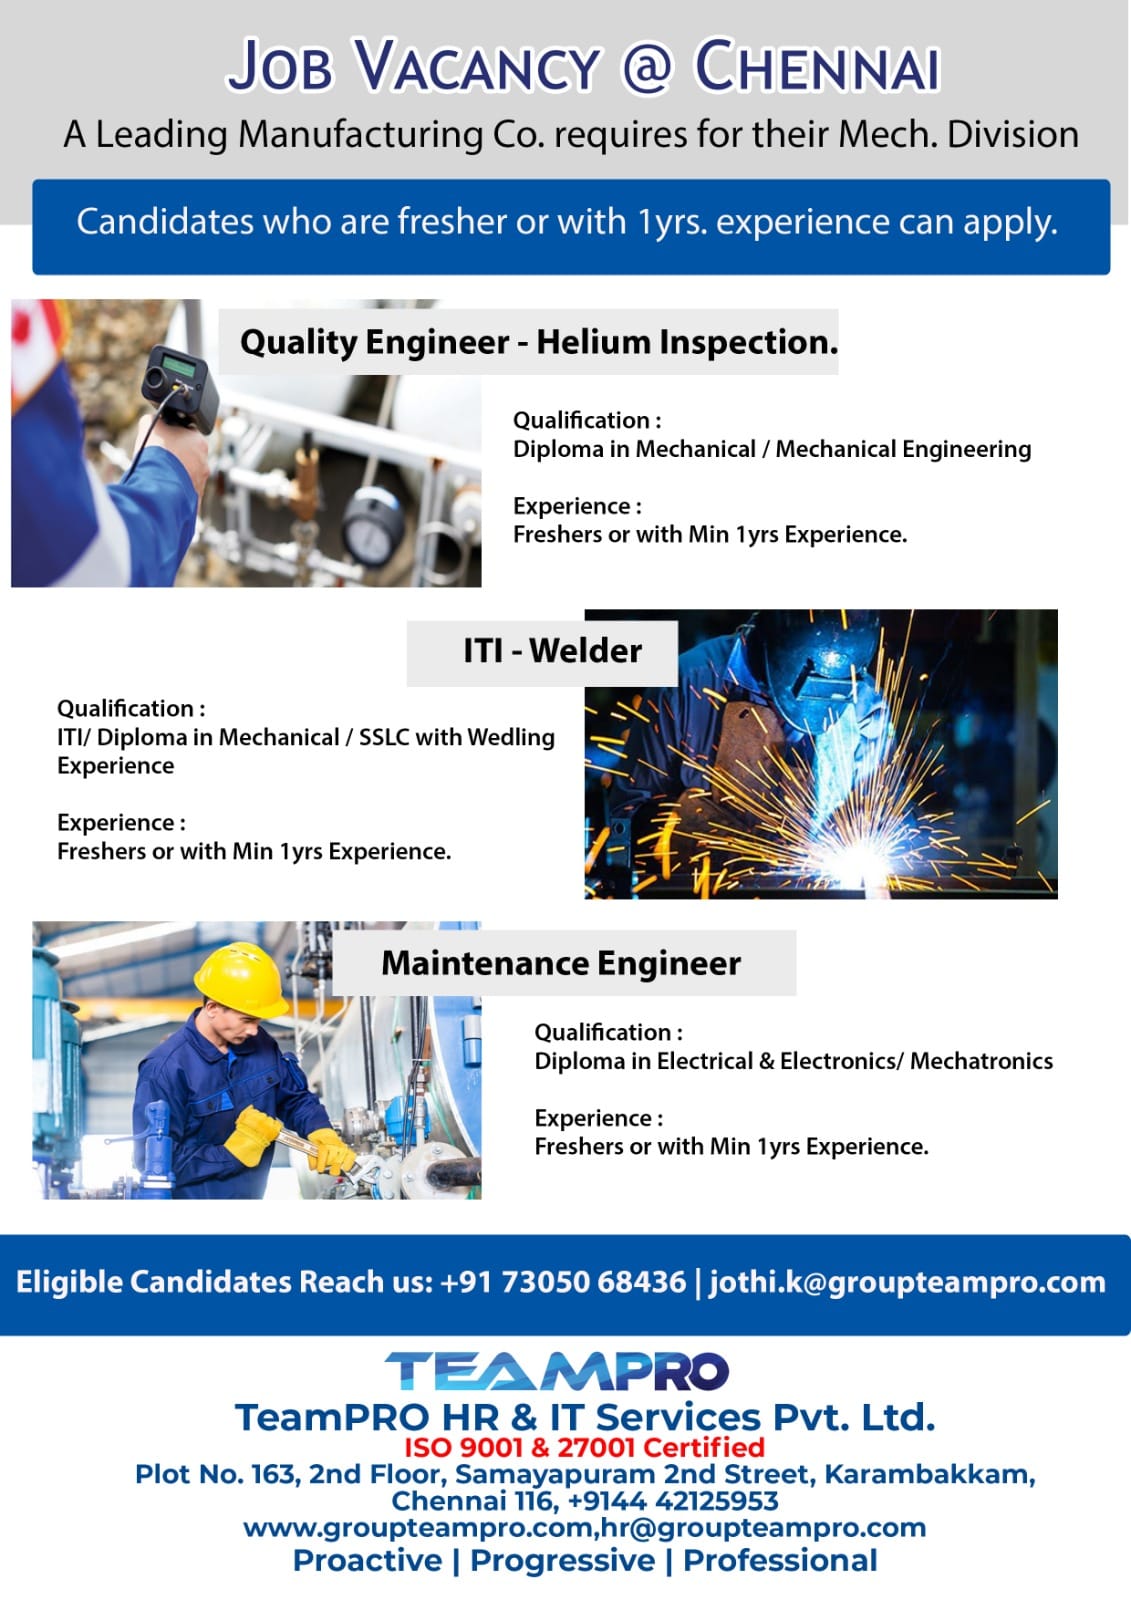 JOB VACANCY @ CHENNAI
A Leading Manufacturing Co. requires for their Mech. Division
Candidates who are fresher or with 1yrs. experience can apply.
Quality Engineer - Helium Inspection.
Qualification :
Diploma in Mechanical / Mechanical Engineering
Experience :
Freshers or with Min 1yrs Experience.
ITI - Welder
Qualification :
ITI/ Diploma in Mechanical / SSLC with Wedling
Experience
Experience :
Freshers or with Min 1yrs Experience.
Maintenance Engineer
Qualification :
Diploma in Electrical & Electronics/ Mechatronics
Experience :
Freshers or with Min 1yrs Experience.
Eligible Candidates Reach us: +91 73050 68436 | jothi.k@groupteampro.com
TEAMPRO
TeamPRO HR & IT Services Pvt. Ltd.
ISO 9001 & 27001 Certified
Plot No. 163, 2nd Floor, Samayapuram 2nd Street, Karambakkam,
Chennai 116, +9144 42125953
www.groupteampro.com,hr@groupteampro.com
Proactive | Progressive | Professional